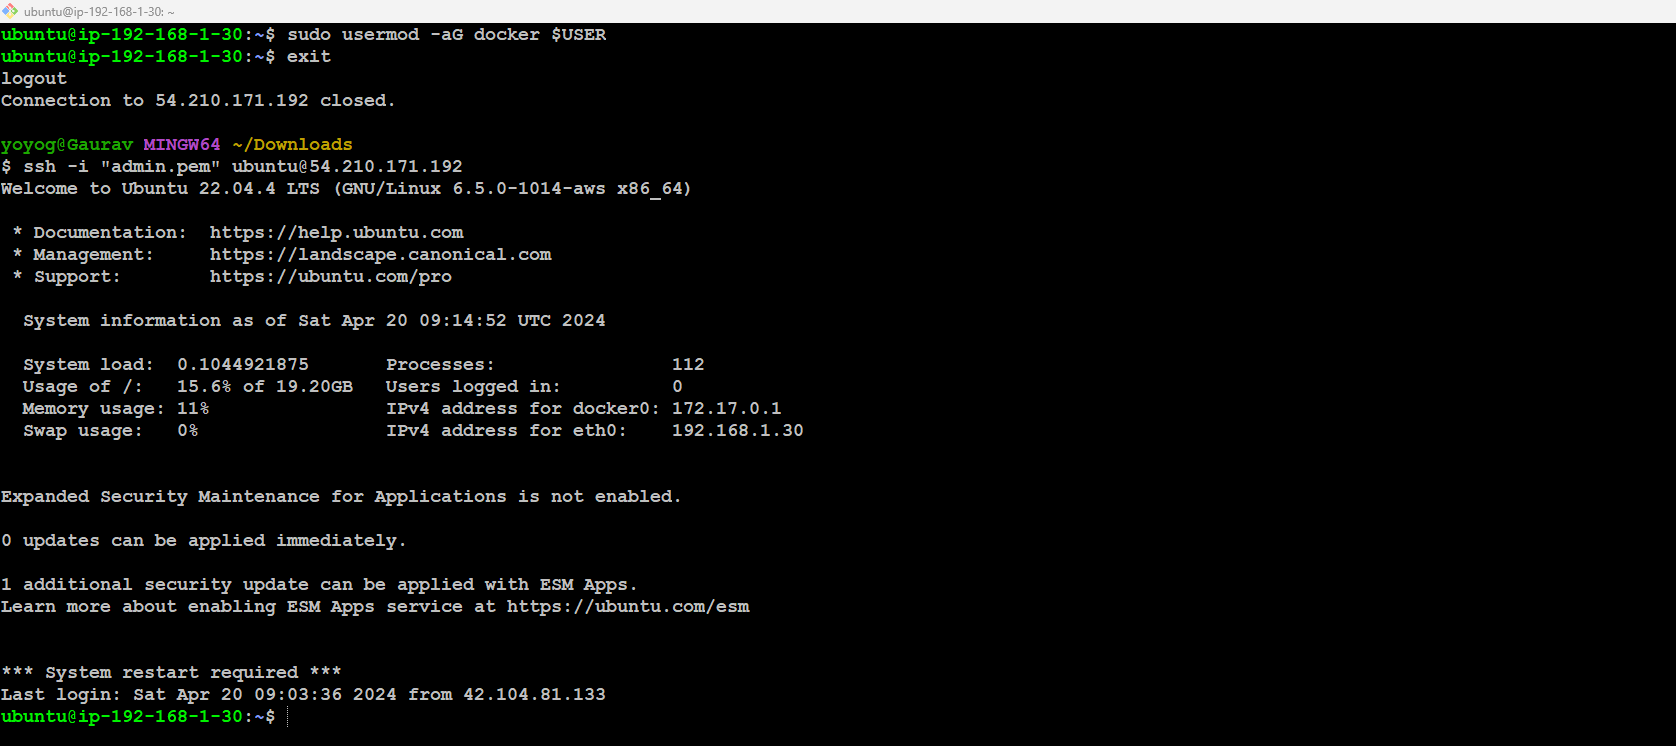 ubuntu@ip-192-168-1-30: ~
ubuntu@ip-192-168-1-30:~$ sudo usermod -aG docker $USER
ubuntu@ip-192-168-1-30:~$ exit
logout
Connection to 54.210.171.192 closed.
yoyog@Gaurav MINGW64 ~/Downloads
$ ssh -i "admin.pem" ubuntu@54.210.171.192
Welcome to Ubuntu 22.04.4 LTS (GNU/Linux 6.5.0-1014-aws x86_64)
* Documentation:  https://help.ubuntu.com
* Management:     https://landscape.canonical.com
* Support:        https://ubuntu.com/pro
System information as of Sat Apr 20 09:14:52 UTC 2024
System load:  0.1044921875       Processes:                112
Usage of /:   15.6% of 19.20GB   Users logged in:          0
Memory usage: 11%                IPv4 address for docker0: 172.17.0.1
Swap usage:   0%                 IPv4 address for eth0:    192.168.1.30
Expanded Security Maintenance for Applications is not enabled.
0 updates can be applied immediately.
1 additional security update can be applied with ESM Apps.
Learn more about enabling ESM Apps service at https://ubuntu.com/esm
*** System restart required ***
Last login: Sat Apr 20 09:03:36 2024 from 42.104.81.133
ubuntu@ip-192-168-1-30:~$